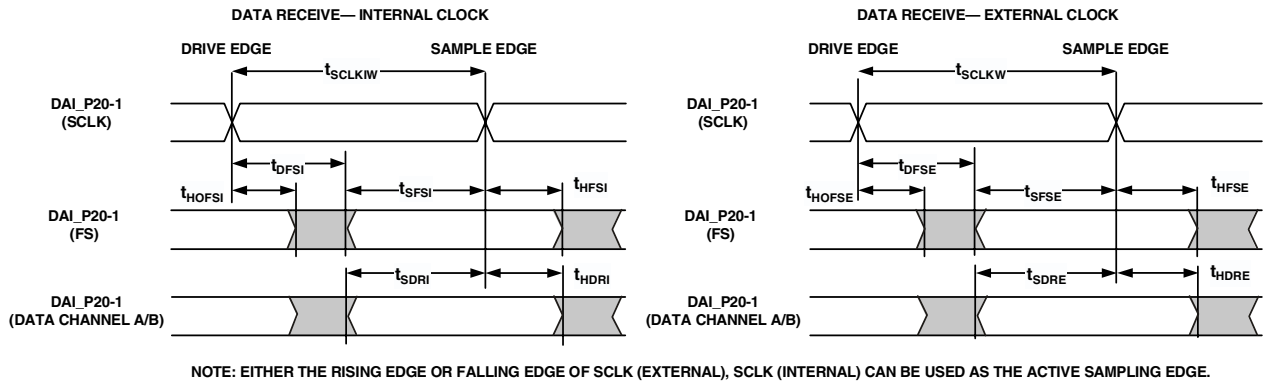 DATA RECEIVE— INTERNAL CLOCK
DRIVE EDGE
SAMPLE EDGE
tSCLKIW
DAI_P20-1
(SCLK)
tDFSI
tHOFSI
tSFSI
tHFSI
DAI_P20-1
(FS)
tSDRI
tHDRI
DAI_P20-1
(DATA CHANNEL A/B)
DATA RECEIVE— EXTERNAL CLOCK
DRIVE EDGE
SAMPLE EDGE
tSCLKW
DAI_P20-1
(SCLK)
tDFSE
tHOFSE
tSFSE
tHFSE
DAI_P20-1
(FS)
tSDRE
tHDRE
DAI_P20-1
(DATA CHANNEL A/B)
NOTE: EITHER THE RISING EDGE OR FALLING EDGE OF SCLK (EXTERNAL), SCLK (INTERNAL) CAN BE USED AS THE ACTIVE SAMPLING EDGE.